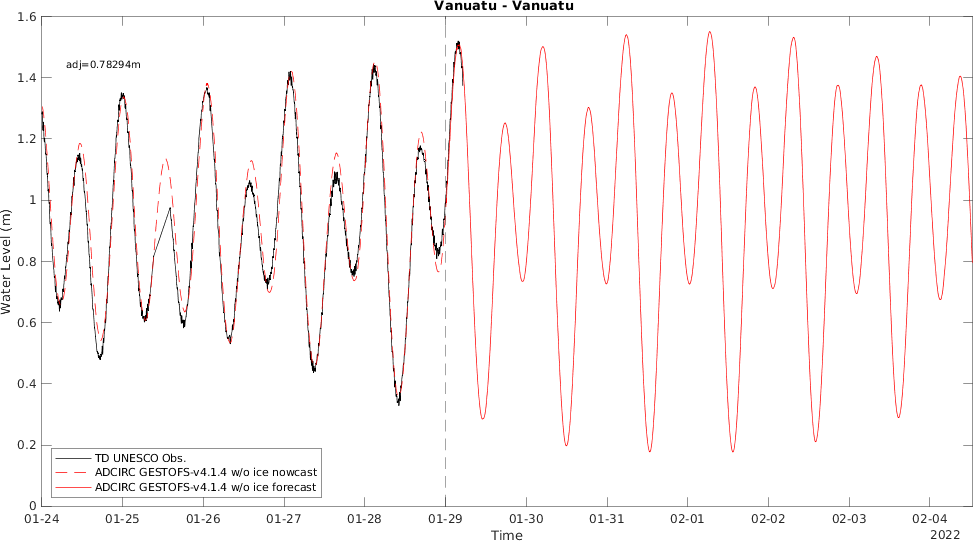 Vanuatu - Vanuatu
adj=0.78294m
Water Level (m)
1.6
1.4
1.2
1
0.8
0.6
0.4
0.2
0
TD UNESCO Obs.
ADCIRC GESTOFS-v4.1.4 w/o ice nowcast
ADCIRC GESTOFS-v4.1.4 w/o ice forecast
01-24 01-25 01-26 01-27 01-28 01-29 01-30 01-31 02-01 02-02 02-03 02-04
Time
2022